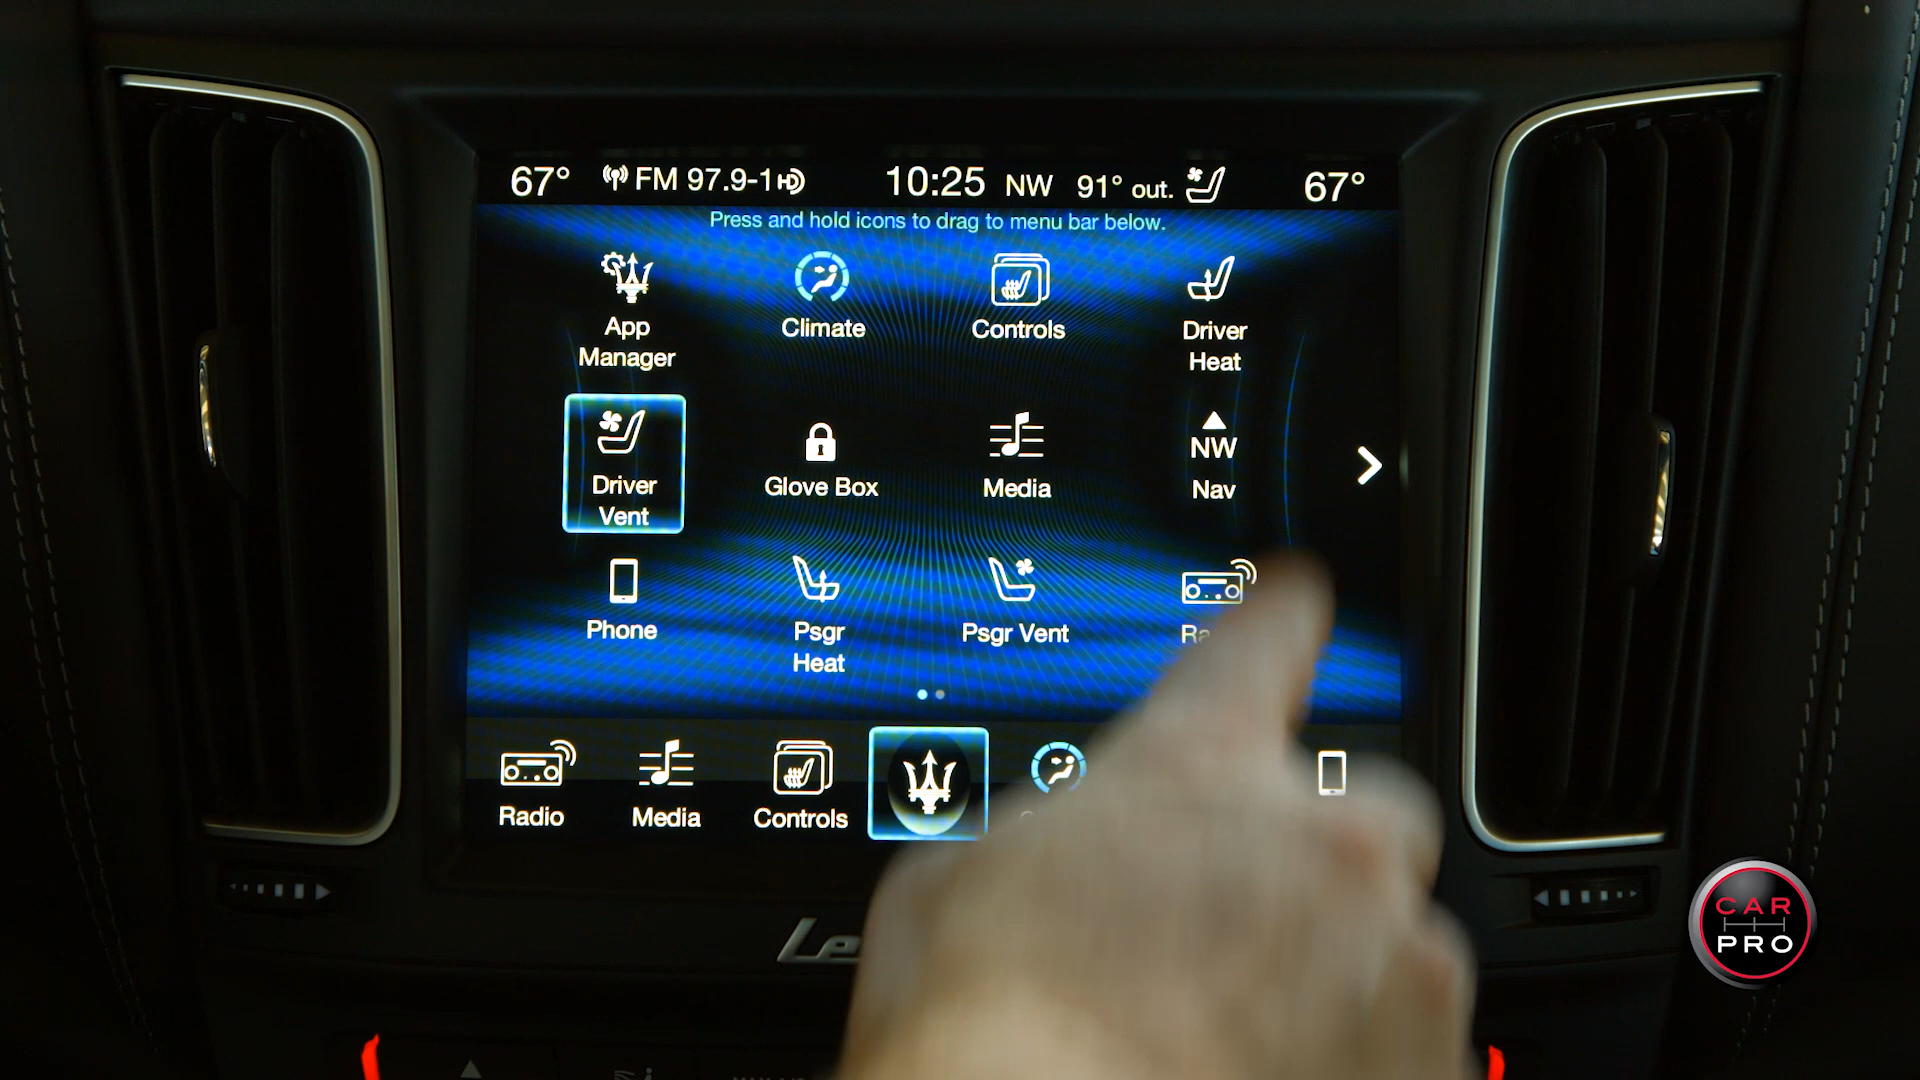 67° FM 97.9-1 HD 10:25 NW 91° out. 67°
Press and hold icons to drag to menu bar below.
App Manager
Climate
Controls
Driver Heat
Driver Vent
Glove Box
Media
NW
Nav
Phone
Psgr Heat
Psgr Vent
Radio
Media
Controls
CAR
PRO